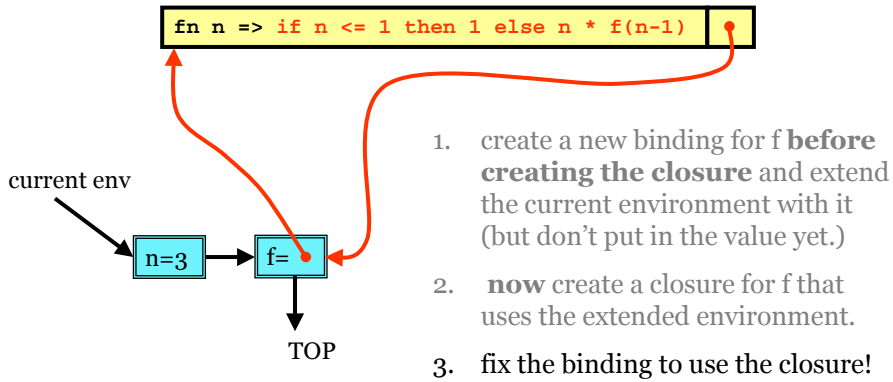 fn n => if n <= 1 then 1 else n * f(n-1)
1. create a new binding for f before
creating the closure and extend
the current environment with it
(but don't put in the value yet.)
current env
n=3
f=
2. now create a closure for f that
uses the extended environment.
TOP
3. fix the binding to use the closure!